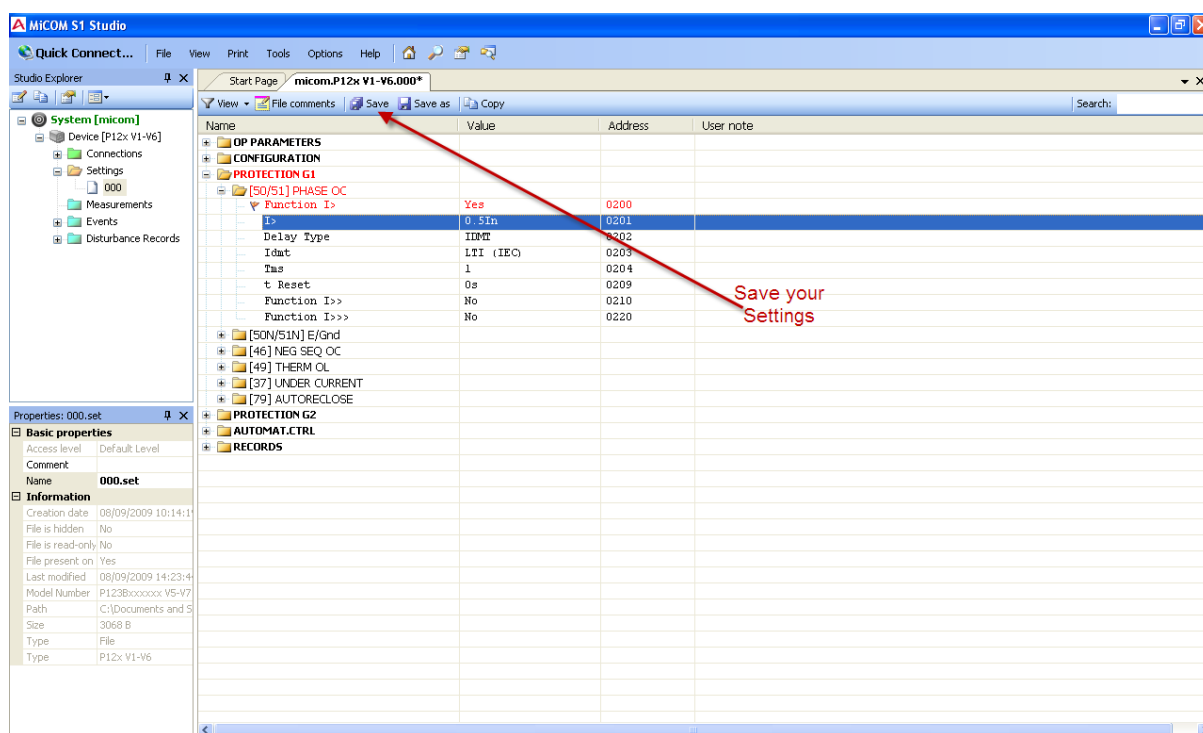 MiCOM S1 Studio
Quick Connect... File View Print Tools Options Help
Studio Explorer
System [micom]
Device [P12x V1-V6]
Connections
Settings
000
Measurements
Events
Disturbance Records
Start Page micom.P12x V1-V6.000*
View File comments Save Save as Copy Search:
Name Value Address User note
OP PARAMETERS
CONFIGURATION
PROTECTION G1
[50/51] PHASE OC
Function I> Yes 0200
I> 0.5In 0201
Delay Type IDMT 0202
Idmt LTI (IEC) 0203
Tms 1 0204
t Reset 0s 0209
Function I>> No 0210
Function I>>> No 0220
[50N/51N] E/Gnd
[46] NEG SEQ OC
[49] THERM OL
[37] UNDER CURRENT
[79] AUTORECLOSE
PROTECTION G2
AUTOMAT.CTRL
RECORDS
Save your
Settings
Properties: 000.set
Basic properties
Access level Default Level
Comment
Name 000.set
Information
Creation date 08/09/2009 10:14:1
File is hidden No
File is read-only No
File present on Yes
Last modified 08/09/2009 14:23:4
Model Number P123Bxxxxxx V5-V7
Path C:\Documents and S
Size 3068 B
Type File
Type P12x V1-V6